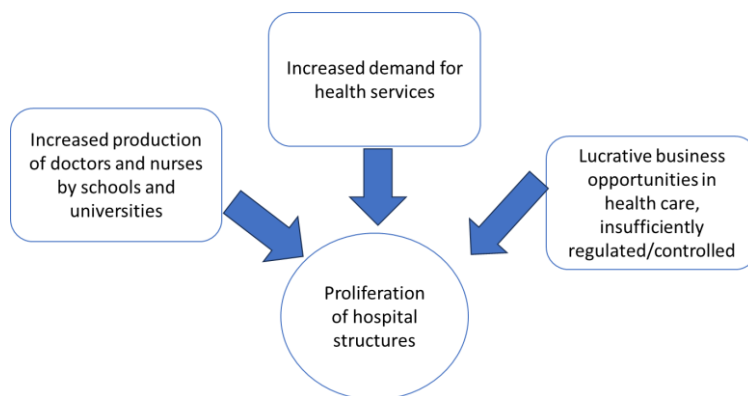 Increased demand for
health services
Increased production
of doctors and nurses
by schools and
universities
Lucrative business
opportunities in
health care,
insufficiently
regulated/controlled
Proliferation
of hospital
structures